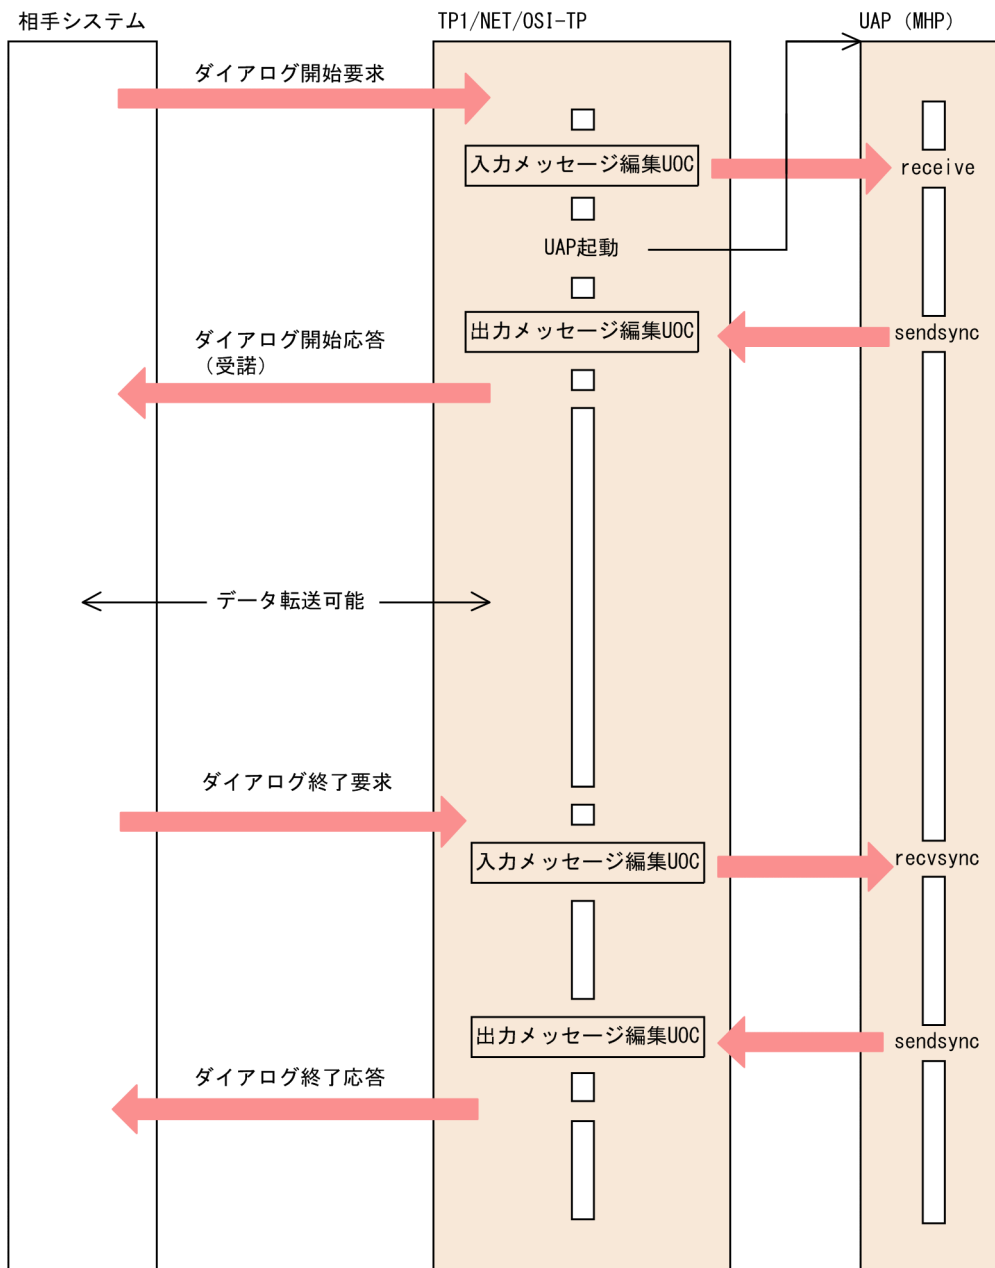 相手システム
TP1/NET/OSI-TP
UAP（MHP）
ダイアログ開始要求
入力メッセージ編集UOC
receive
UAP起動
出力メッセージ編集UOC
sendsync
ダイアログ開始応答
（受諾）
データ転送可能
ダイアログ終了要求
入力メッセージ編集UOC
recvsync
出力メッセージ編集UOC
sendsync
ダイアログ終了応答